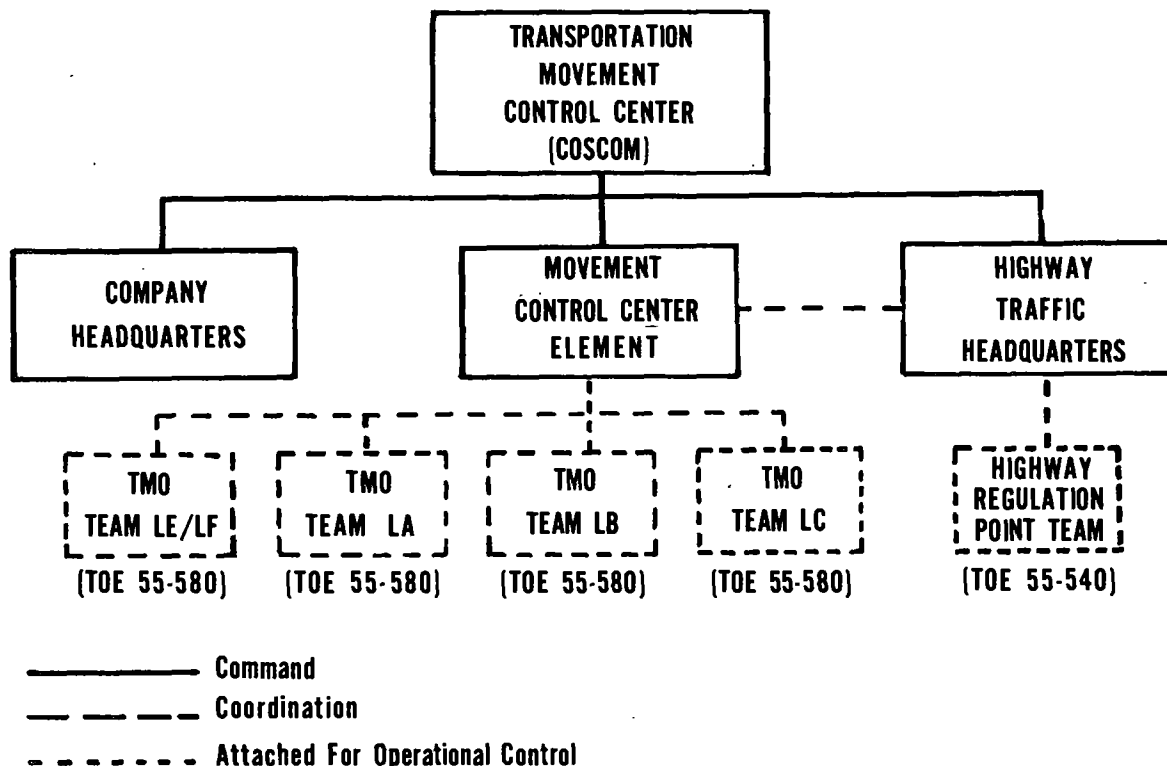 TRANSPORTATION
MOVEMENT
CONTROL CENTER
(COSCOM)
COMPANY
HEADQUARTERS
MOVEMENT
CONTROL CENTER
ELEMENT
HIGHWAY
TRAFFIC
HEADQUARTERS
TMO
TEAM LE/LF
(TOE 55-580)
TMO
TEAM LA
(TOE 55-580)
TMO
TEAM LB
(TOE 55-580)
TMO
TEAM LC
(TOE 55-580)
HIGHWAY
REGULATION
POINT TEAM
(TOE 55-540)
Command
Coordination
Attached For Operational Control